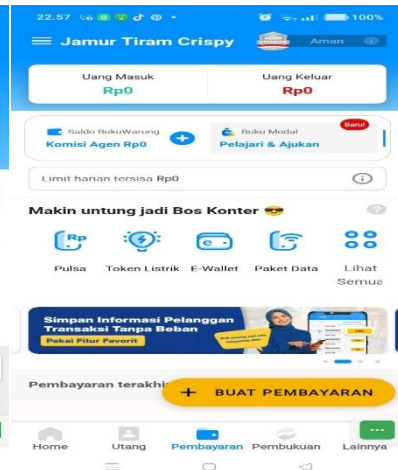 22.57
100%
Jamur Tiram Crispy
Aman
Uang Masuk
Uang Keluar
Rp0
Rp0
Saldo BukuWarung
Komisi Agen Rp0
Buku Modal
Baru!
Pelajari & Ajukan
Limit harian tersisa Rp0
Makin untung jadi Bos Konter
Rp
e
Pulsa
Token Listrik
E-Wallet
Paket Data
Lihat
Semua
Simpan Informasi Pelanggan
Transaksi Tanpa Beban
Pakai Fitur Favorit
Pembayaran terakhi
+ BUAT PEMBAYARAN
Home
Utang
Pembayaran
Pembukuan
Lainnya